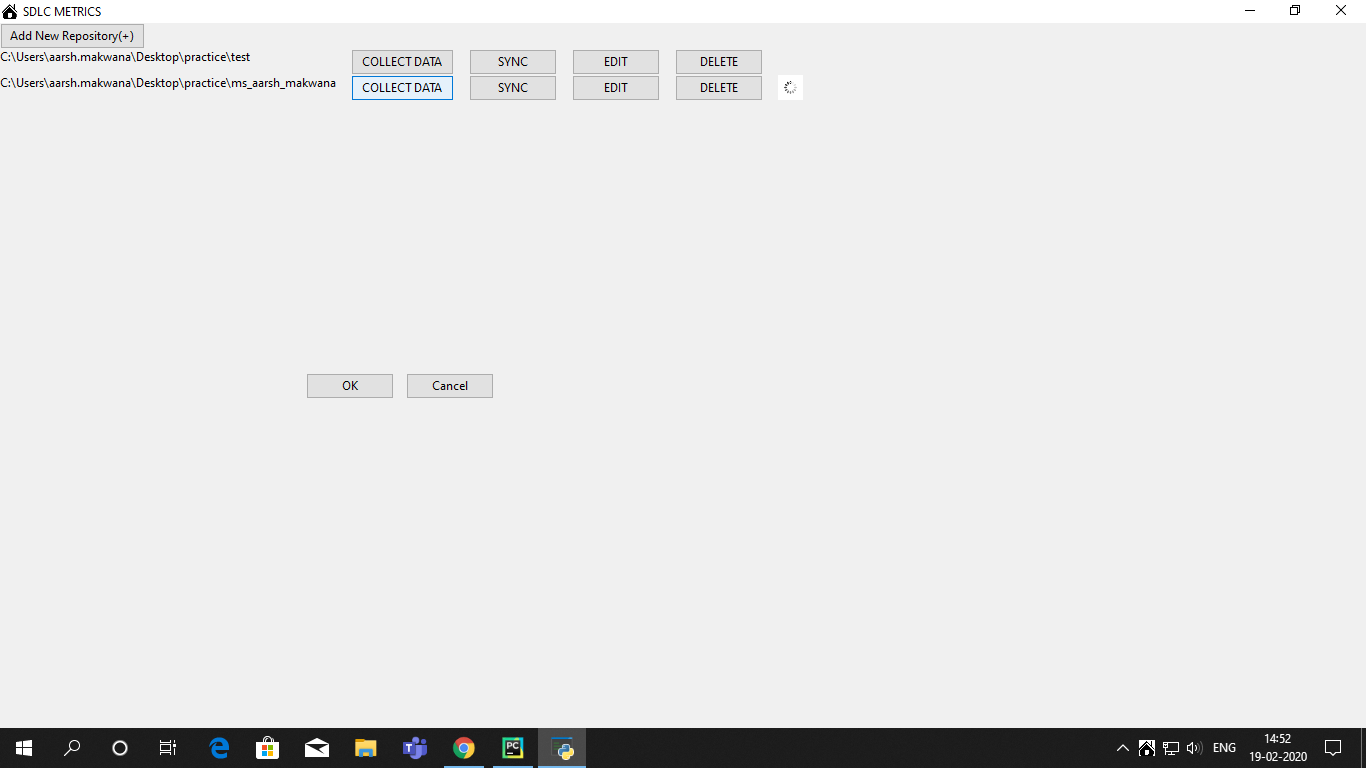 SDLC METRICS
Add New Repository(+)
C:\Users\aarsh.makwana\Desktop\practice\test COLLECT DATA SYNC EDIT DELETE
C:\Users\aarsh.makwana\Desktop\practice\ms_aarsh_makwana COLLECT DATA SYNC EDIT DELETE
OK Cancel
PC
T
ENG
14:52
19-02-2020